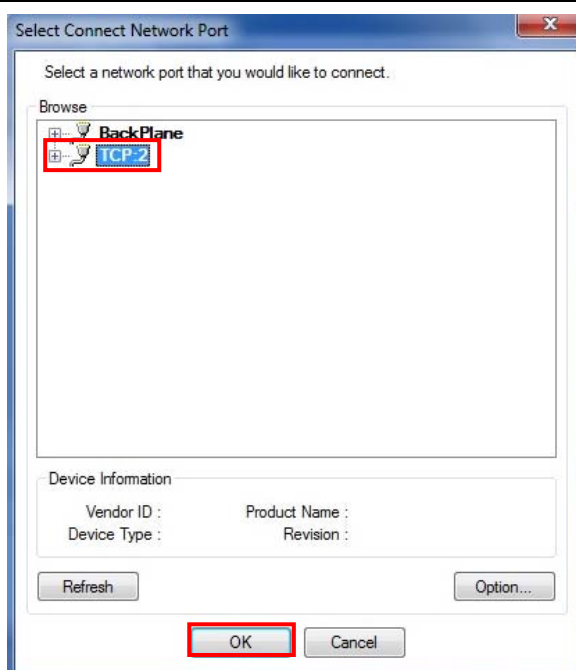 Select Connect Network Port
Select a network port that you would like to connect.
Browse
BackPlane
TCP:2
Device Information
Vendor ID :
Product Name :
Device Type :
Revision :
Refresh
Option...
OK
Cancel